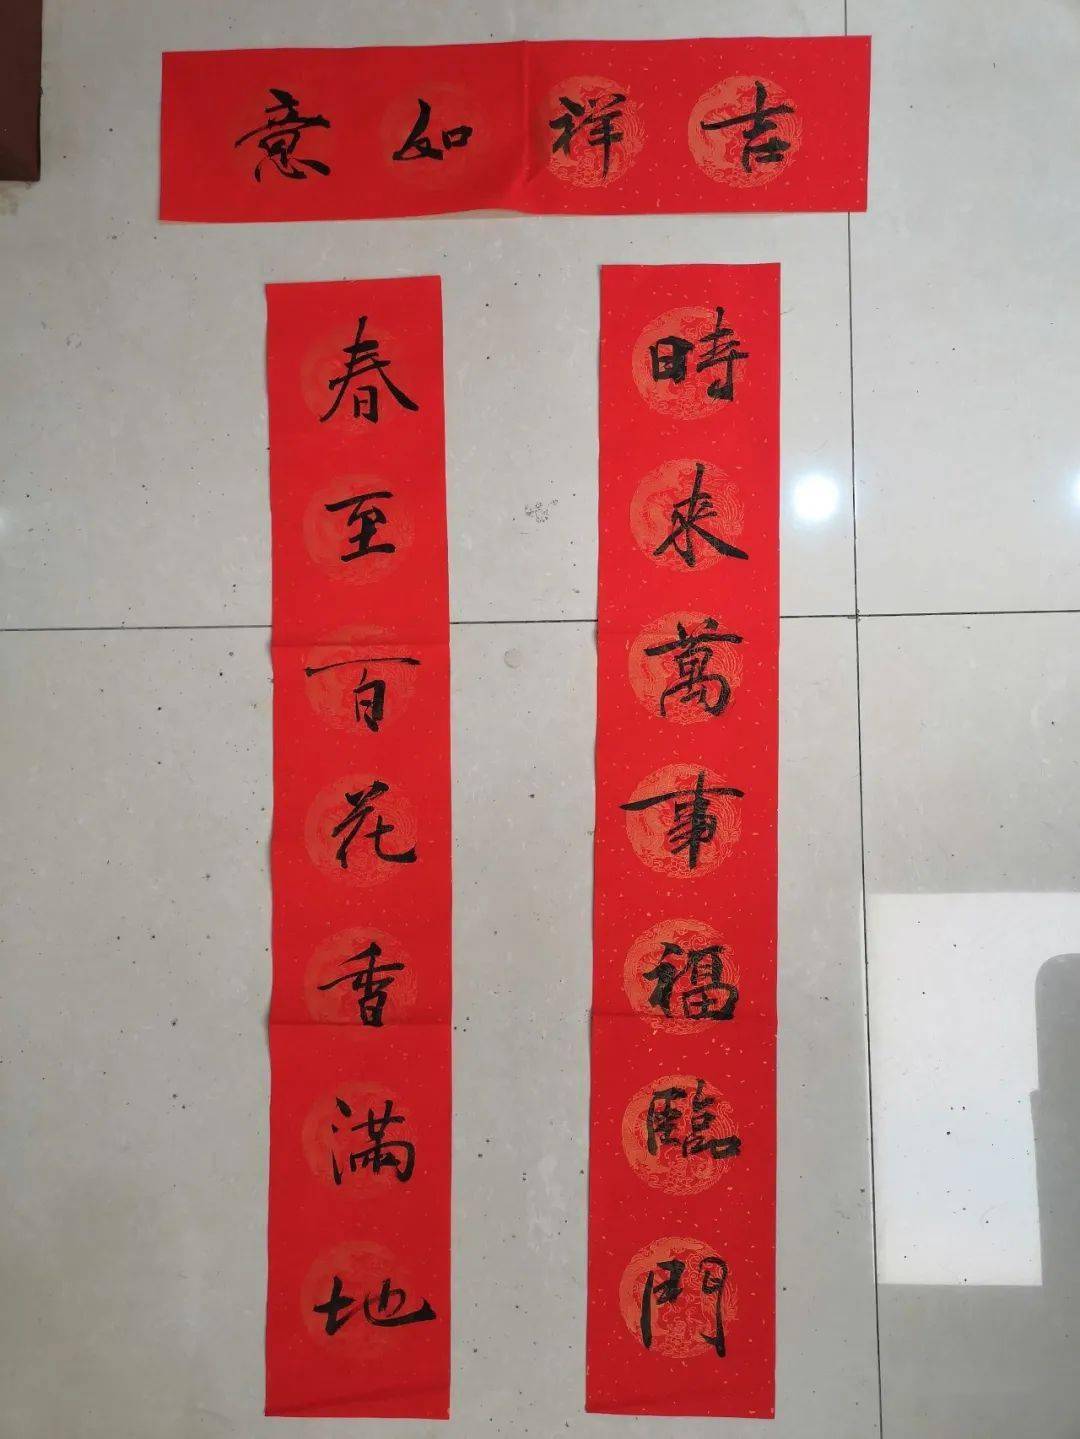 吉祥如意
時來萬事福臨門
春至百花香滿地